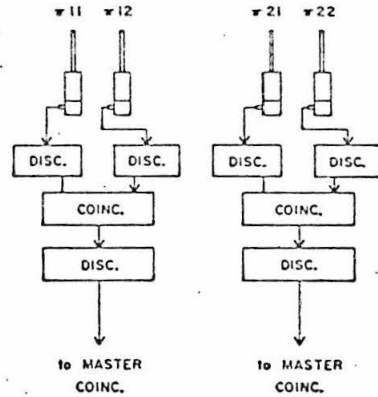 π11 π12 π21 π22
DISC. DISC. DISC. DISC.
COINC. COINC.
DISC. DISC.
to MASTER to MASTER
COINC. COINC.